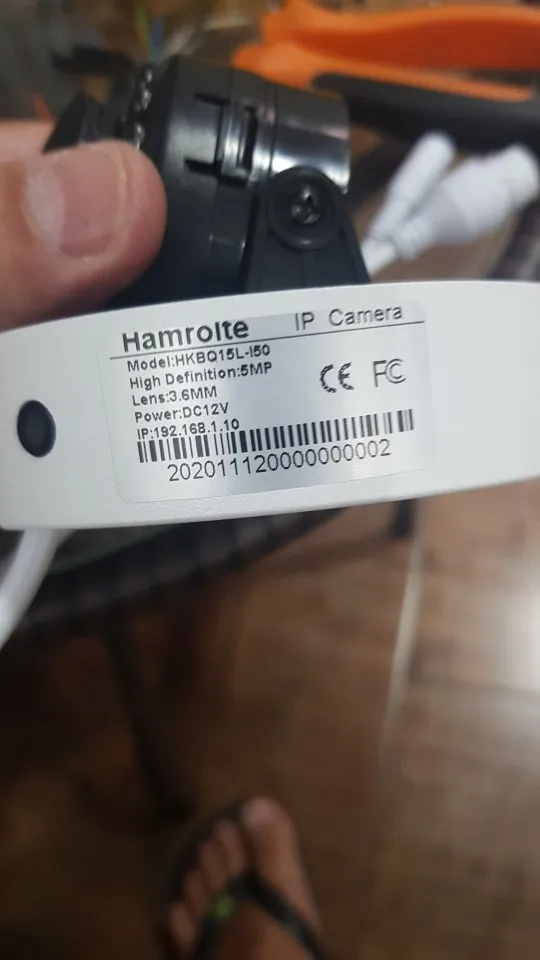 Hamrolte IP Camera
Model:HKBQ15L-I50
High Definition:5MP
Lens:3.6MM
Power:DC12V
IP:192.168.1.10
CE FC
202011120000000002